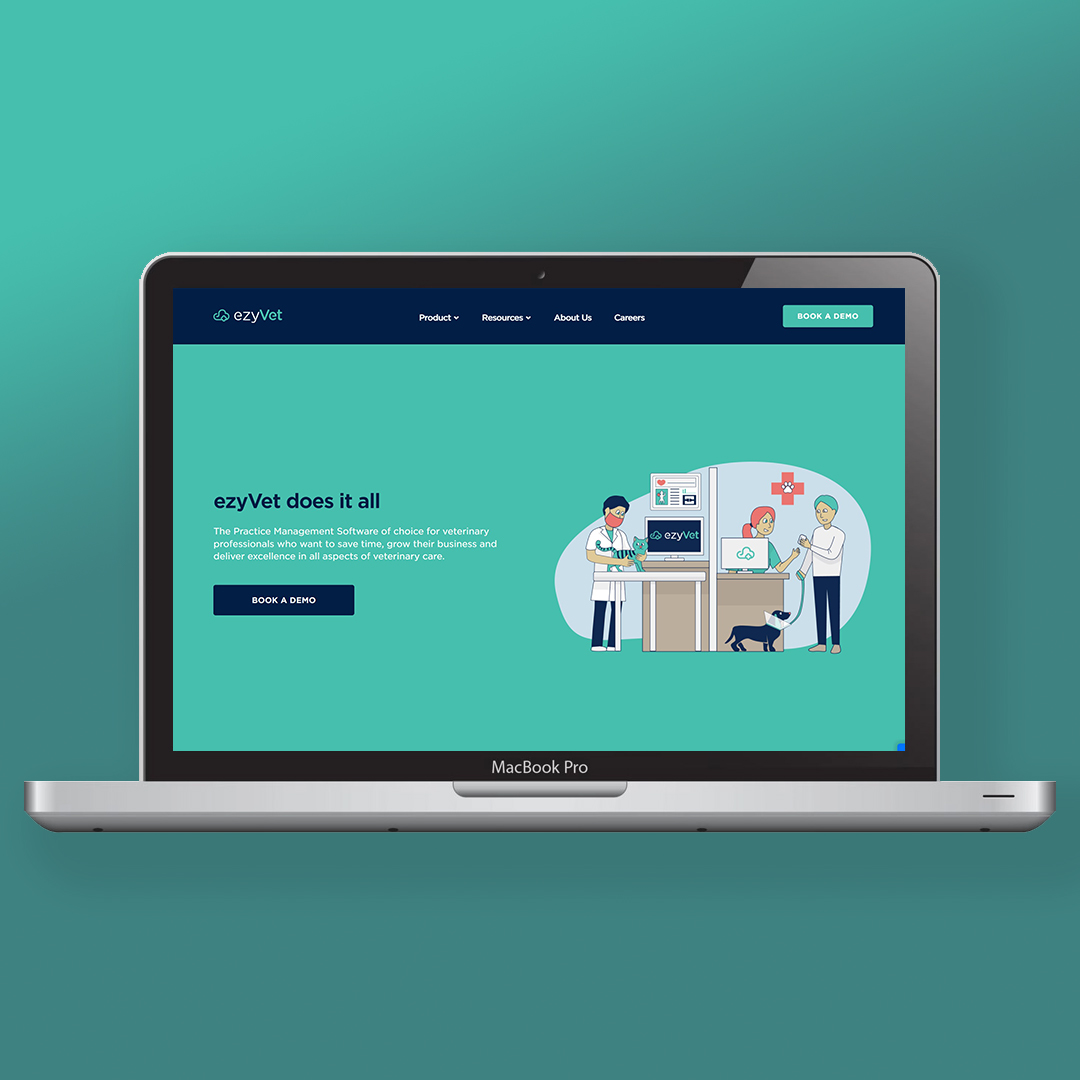 ezyVet
Product
Resources
About Us
Careers
BOOK A DEMO
ezyVet does it all
The Practice Management Software of choice for veterinary
professionals who want to save time, grow their business and
deliver excellence in all aspects of veterinary care.
BOOK A DEMO
ezyVet
MacBook Pro